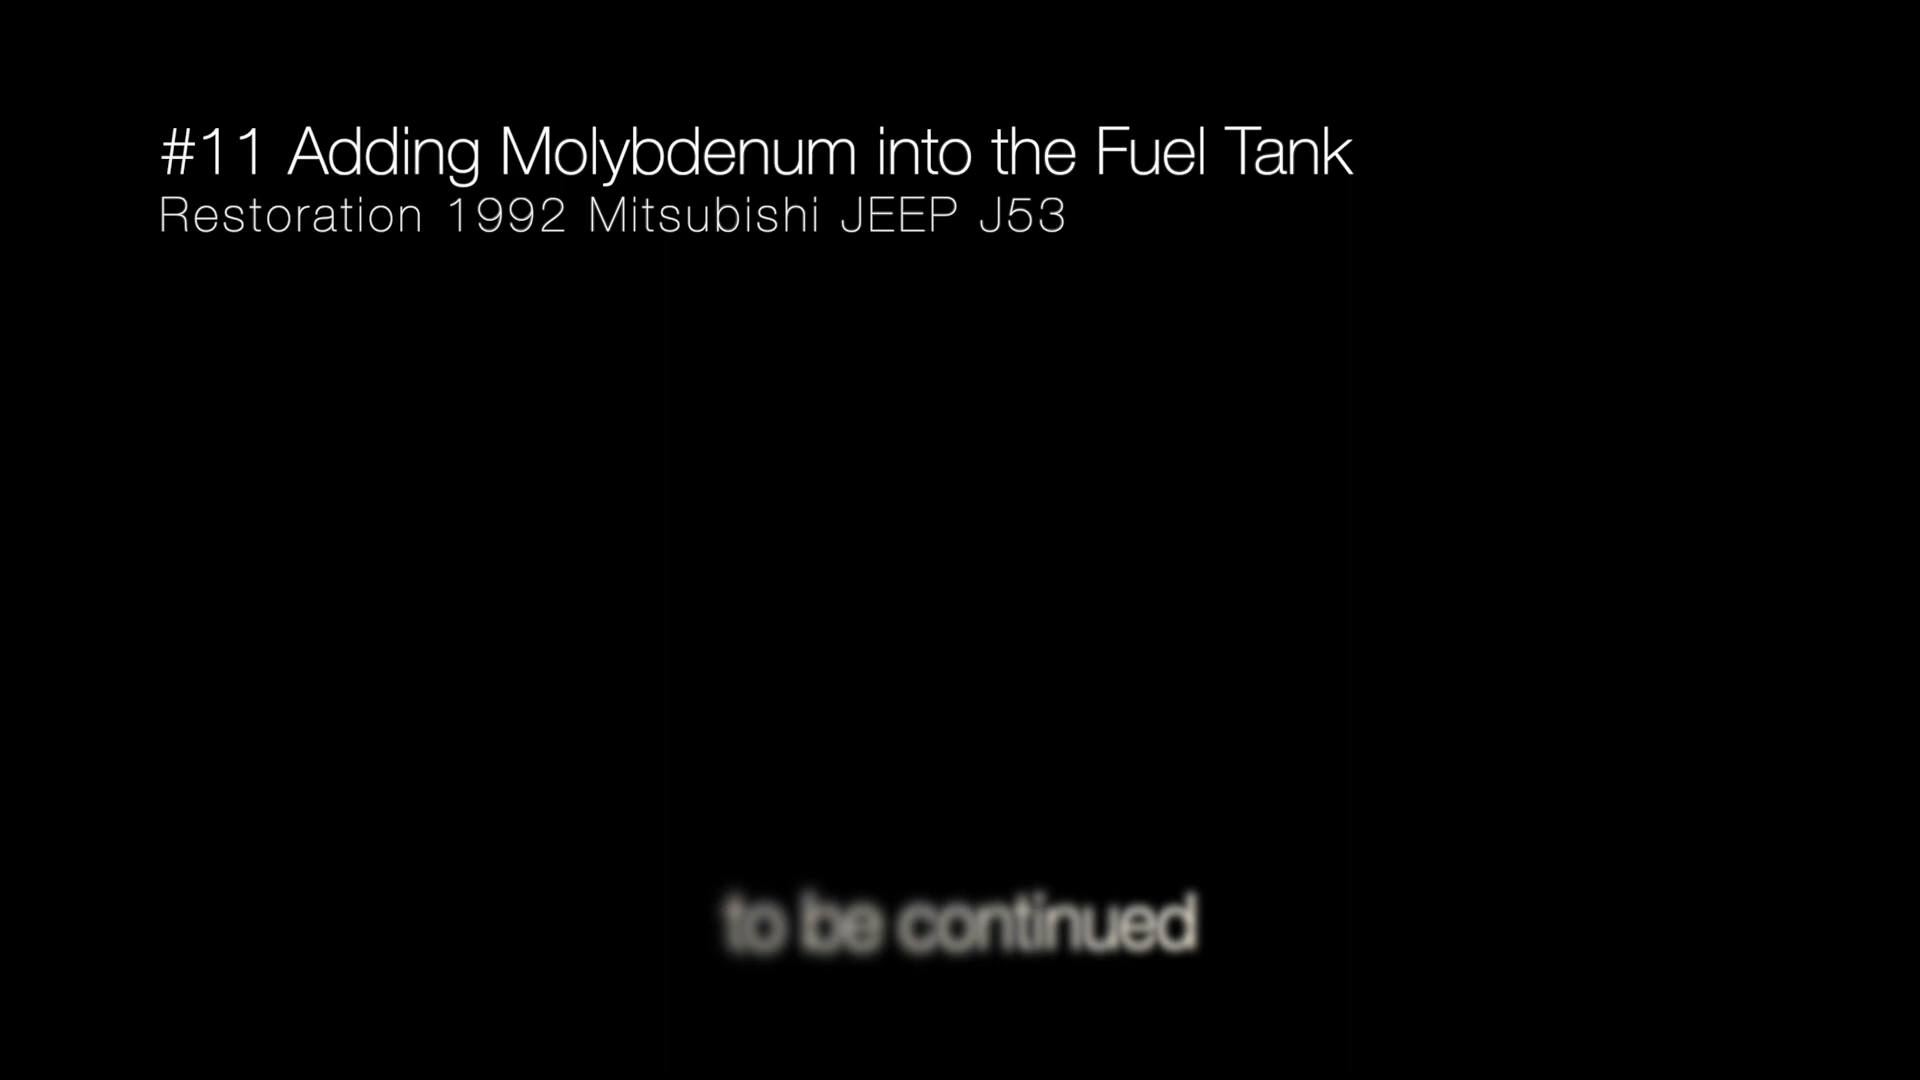 #11 Adding Molybdenum into the Fuel Tank
Restoration 1992 Mitsubishi JEEP J53
to be continued